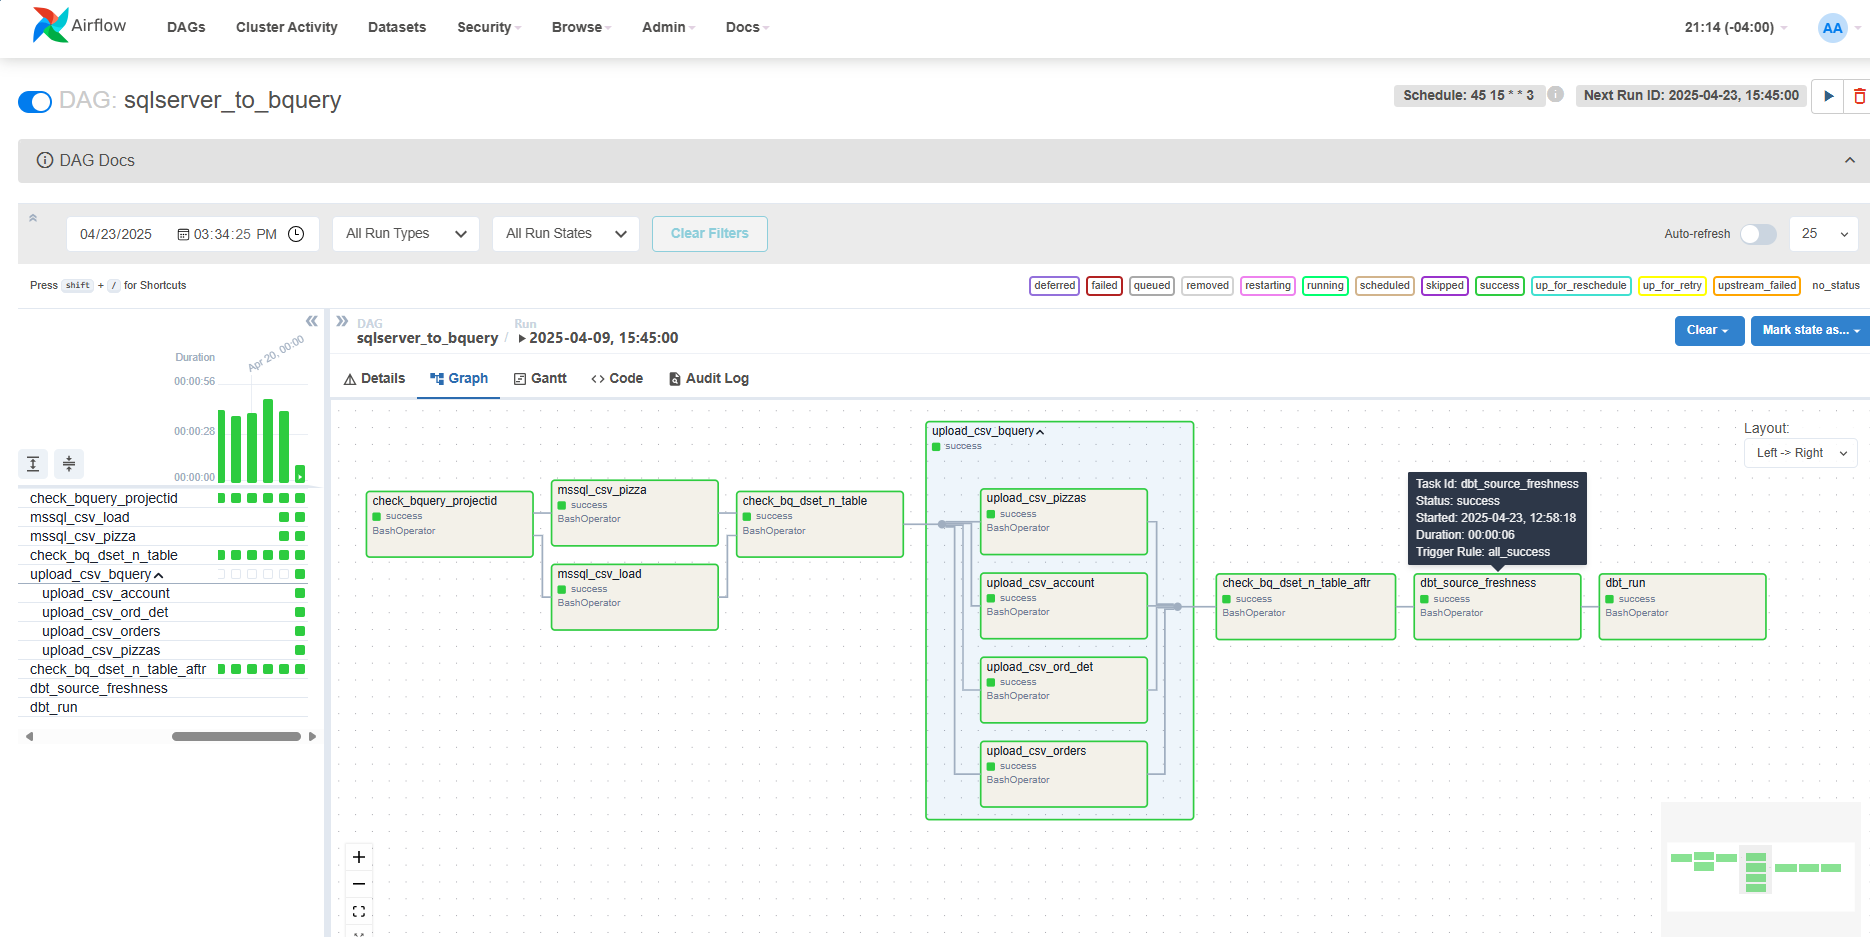 Airflow DAGs Cluster Activity Datasets Security Browse Admin Docs 21:14 (-04:00) AA
DAG: sqlserver_to_bquery Schedule: 45 15 * * 3 i Next Run ID: 2025-04-23, 15:45:00
DAG Docs
04/23/2025 03:34:25 PM All Run Types All Run States Clear Filters Auto-refresh 25
Press shift + / for Shortcuts deferred failed queued removed restarting running scheduled skipped success up_for_reschedule up_for_retry upstream_failed no_status
DAG Run
sqlserver_to_bquery / 2025-04-09, 15:45:00 Clear Mark state as...
Details Graph Gantt Code Audit Log
Apr 20, 00:00
Duration
00:00:56
00:00:28
00:00:00
check_bquery_projectid
mssql_csv_load
mssql_csv_pizza
check_bq_dset_n_table
upload_csv_bquery
upload_csv_account
upload_csv_ord_det
upload_csv_orders
upload_csv_pizzas
check_bq_dset_n_table_aftr
dbt_source_freshness
dbt_run
check_bquery_projectid
success
BashOperator
mssql_csv_pizza
success
BashOperator
mssql_csv_load
success
BashOperator
check_bq_dset_n_table
success
BashOperator
upload_csv_bquery
success
upload_csv_pizzas
success
BashOperator
upload_csv_account
success
BashOperator
upload_csv_ord_det
success
BashOperator
upload_csv_orders
success
BashOperator
check_bq_dset_n_table_aftr
success
BashOperator
Task Id: dbt_source_freshness
Status: success
Started: 2025-04-23, 12:58:18
Duration: 00:00:06
Trigger Rule: all_success
dbt_source_freshness
success
BashOperator
dbt_run
success
BashOperator
Layout:
Left -> Right